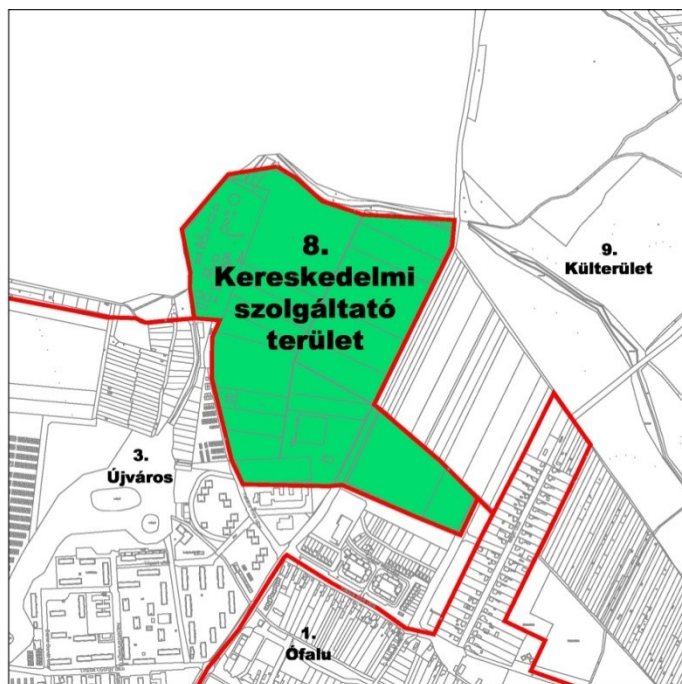 8.
Kereskedelmi
szolgáltató
terület
9.
Külterület
3.
Újváros
1.
Ófalu